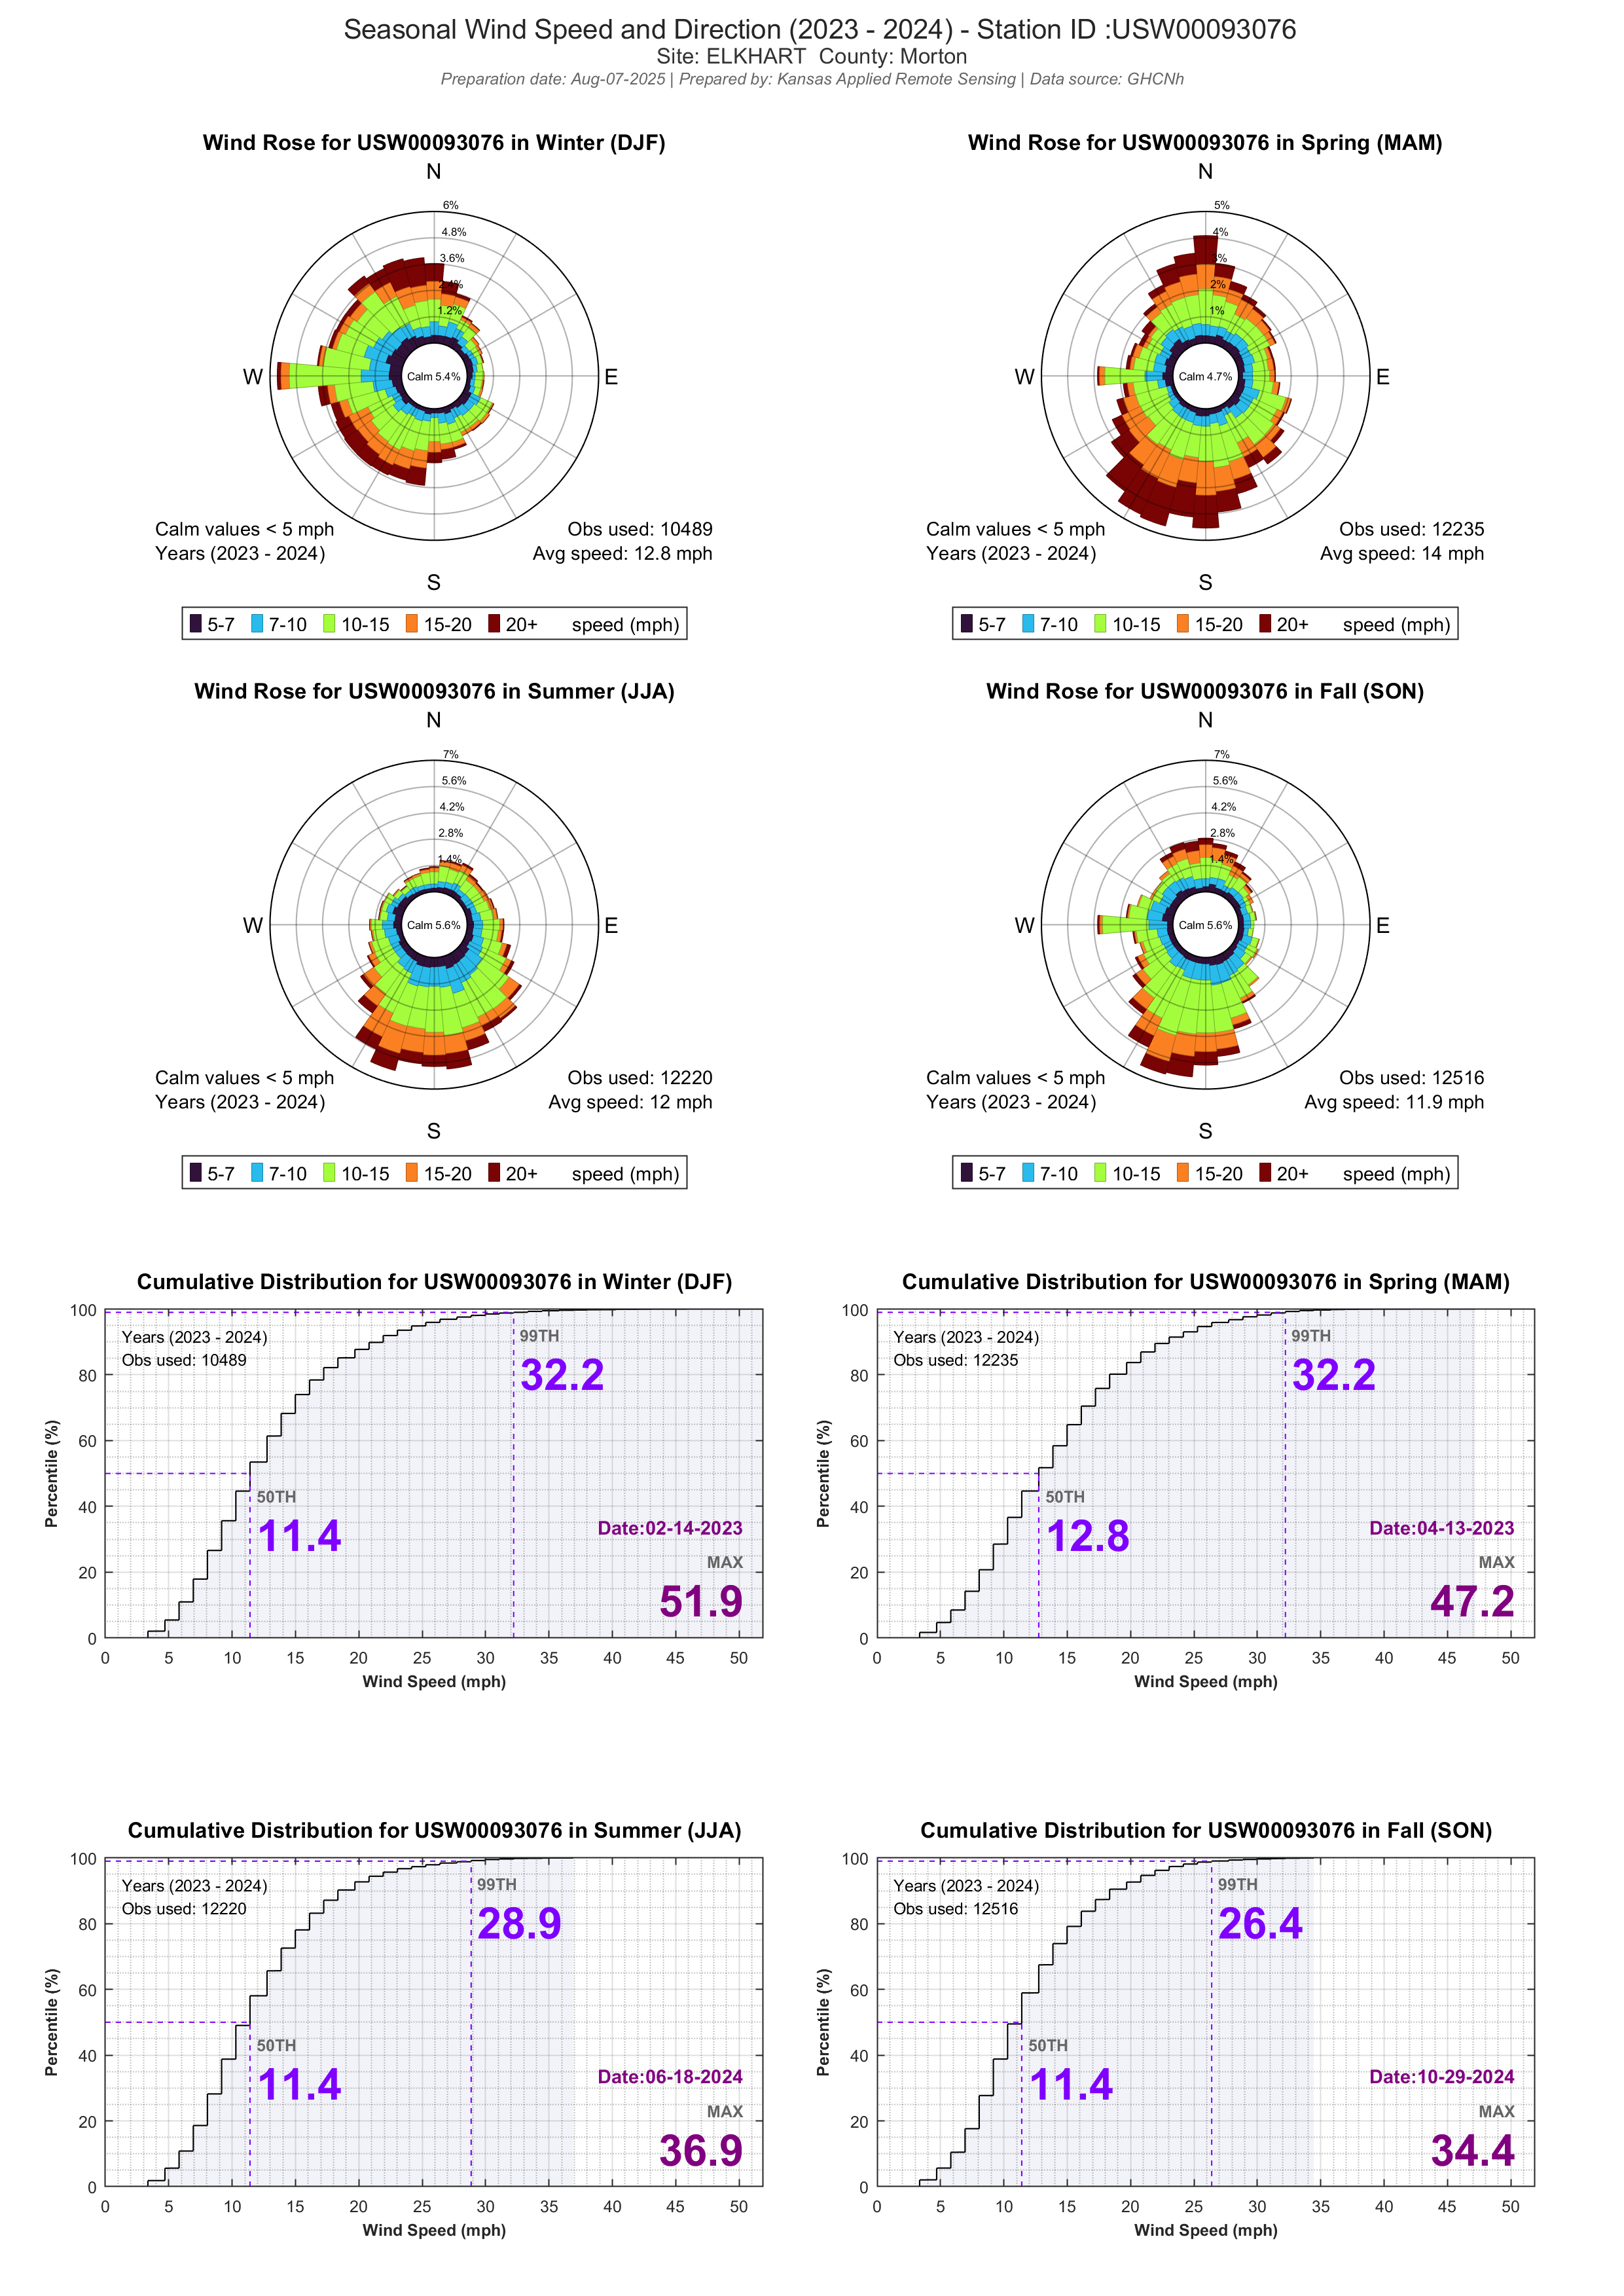 Seasonal Wind Speed and Direction (2023 - 2024) - Station ID :USW00093076
Site: ELKHART County: Morton
Preparation date: Aug-07-2025 | Prepared by: Kansas Applied Remote Sensing | Data source: GHCNh
Wind Rose for USW00093076 in Winter (DJF)
N
6%
4.8%
3.6%
2.4%
1.2%
W
Calm 5.4%
E
Calm values < 5 mph
Years (2023 - 2024)
Obs used: 10489
Avg speed: 12.8 mph
S
5-7 7-10 10-15 15-20 20+ speed (mph)
Wind Rose for USW00093076 in Spring (MAM)
N
5%
4%
3%
2%
1%
W
Calm 4.7%
E
Calm values < 5 mph
Years (2023 - 2024)
Obs used: 12235
Avg speed: 14 mph
S
5-7 7-10 10-15 15-20 20+ speed (mph)
Wind Rose for USW00093076 in Summer (JJA)
N
7%
5.6%
4.2%
2.8%
1.4%
W
Calm 5.6%
E
Calm values < 5 mph
Years (2023 - 2024)
Obs used: 12220
Avg speed: 12 mph
S
5-7 7-10 10-15 15-20 20+ speed (mph)
Wind Rose for USW00093076 in Fall (SON)
N
7%
5.6%
4.2%
2.8%
1.4%
W
Calm 5.6%
E
Calm values < 5 mph
Years (2023 - 2024)
Obs used: 12516
Avg speed: 11.9 mph
S
5-7 7-10 10-15 15-20 20+ speed (mph)
Cumulative Distribution for USW00093076 in Winter (DJF)
100
80
60
40
20
0
Percentile (%)
Years (2023 - 2024)
Obs used: 10489
99TH
32.2
50TH
11.4
Date:02-14-2023
MAX
51.9
0 5 10 15 20 25 30 35 40 45 50
Wind Speed (mph)
Cumulative Distribution for USW00093076 in Spring (MAM)
100
80
60
40
20
0
Percentile (%)
Years (2023 - 2024)
Obs used: 12235
99TH
32.2
50TH
12.8
Date:04-13-2023
MAX
47.2
0 5 10 15 20 25 30 35 40 45 50
Wind Speed (mph)
Cumulative Distribution for USW00093076 in Summer (JJA)
100
80
60
40
20
0
Percentile (%)
Years (2023 - 2024)
Obs used: 12220
99TH
28.9
50TH
11.4
Date:06-18-2024
MAX
36.9
0 5 10 15 20 25 30 35 40 45 50
Wind Speed (mph)
Cumulative Distribution for USW00093076 in Fall (SON)
100
80
60
40
20
0
Percentile (%)
Years (2023 - 2024)
Obs used: 12516
99TH
26.4
50TH
11.4
Date:10-29-2024
MAX
34.4
0 5 10 15 20 25 30 35 40 45 50
Wind Speed (mph)